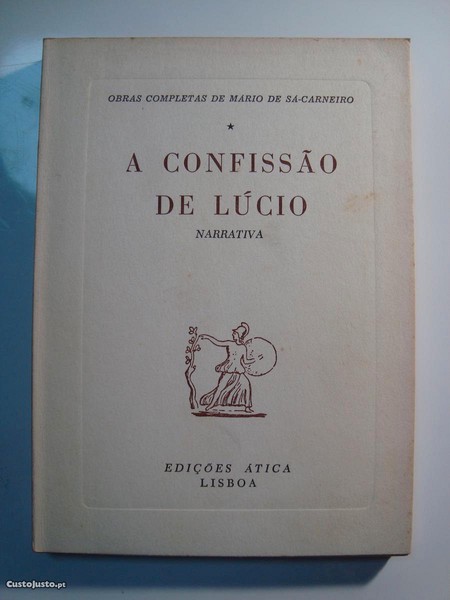 OBRAS COMPLETAS DE MÁRIO DE SÁ-CARNEIRO
A CONFISSÃO
DE LÚCIO
NARRATIVA
EDIÇÕES ÁTICA
LISBOA
CustoJusto.pt